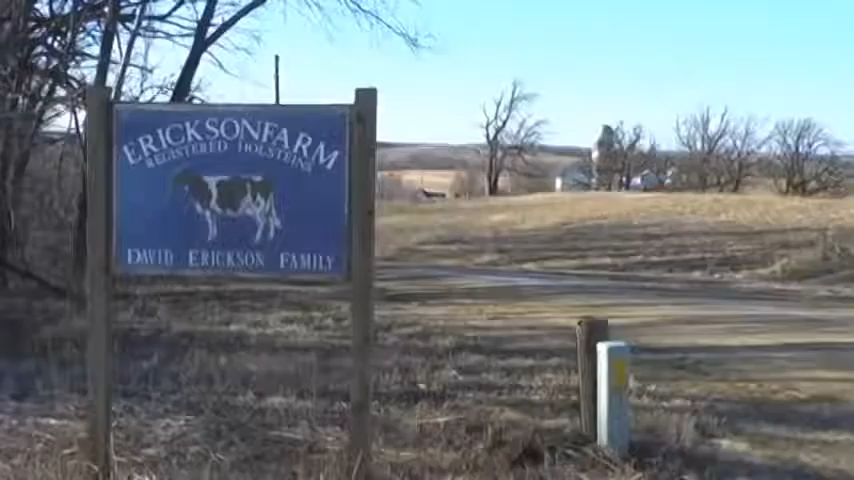 ERICKSONFARM
REGISTERED HOLSTEINS
DAVID ERICKSON FAMILY